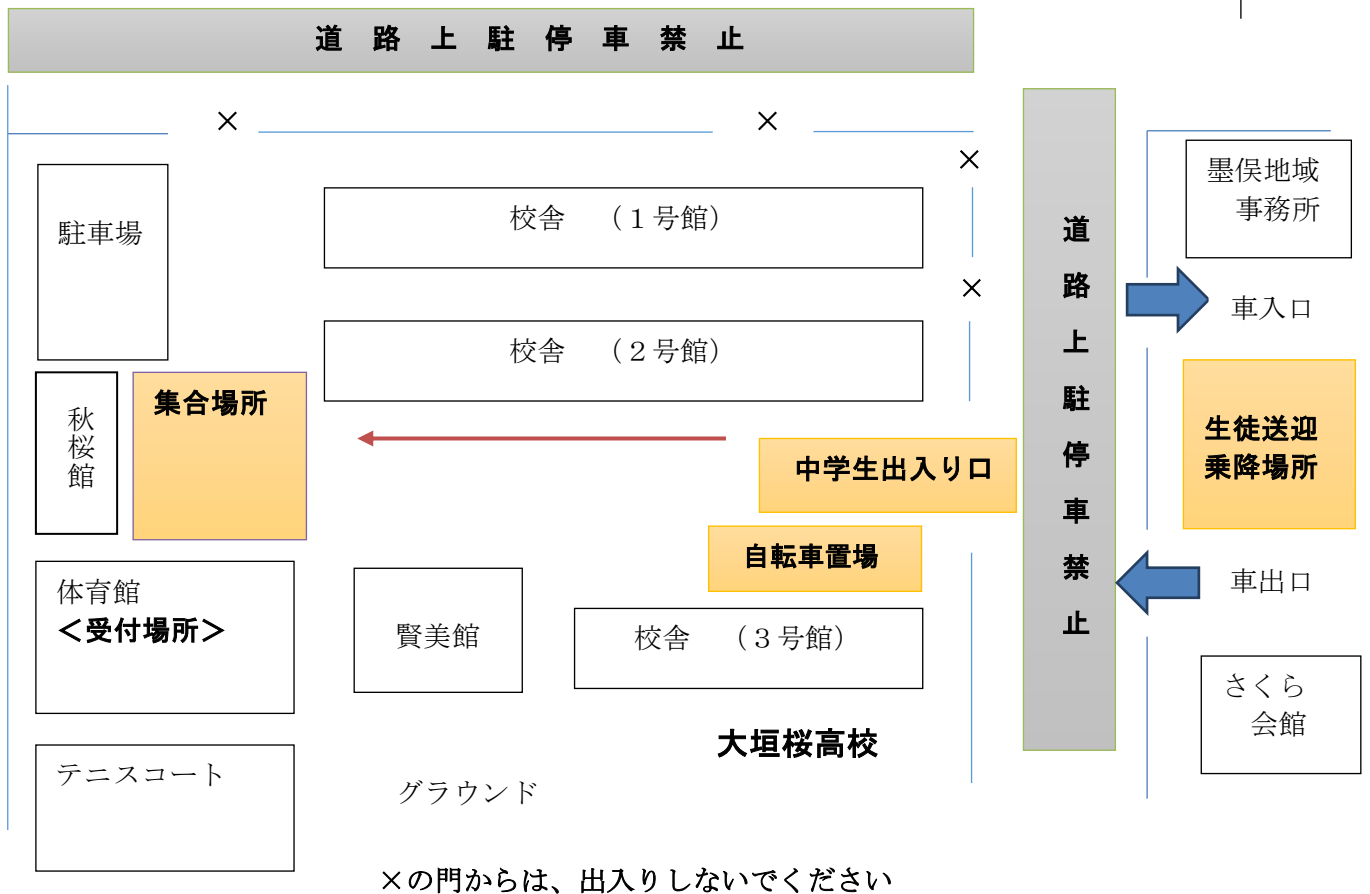 道路上駐停車禁止
×
×
×
×
駐車場
校舎 (1号館)
校舎 (2号館)
秋桜館
集合場所
中学生出入り口
自転車置場
体育館
<受付場所>
賢美館
校舎 (3号館)
大垣桜高校
テニスコート
グラウンド
道路上駐停車禁止
墨俣地域
事務所
車入口
生徒送迎
乗降場所
車出口
さくら
会館
×の門からは、出入りしないでください